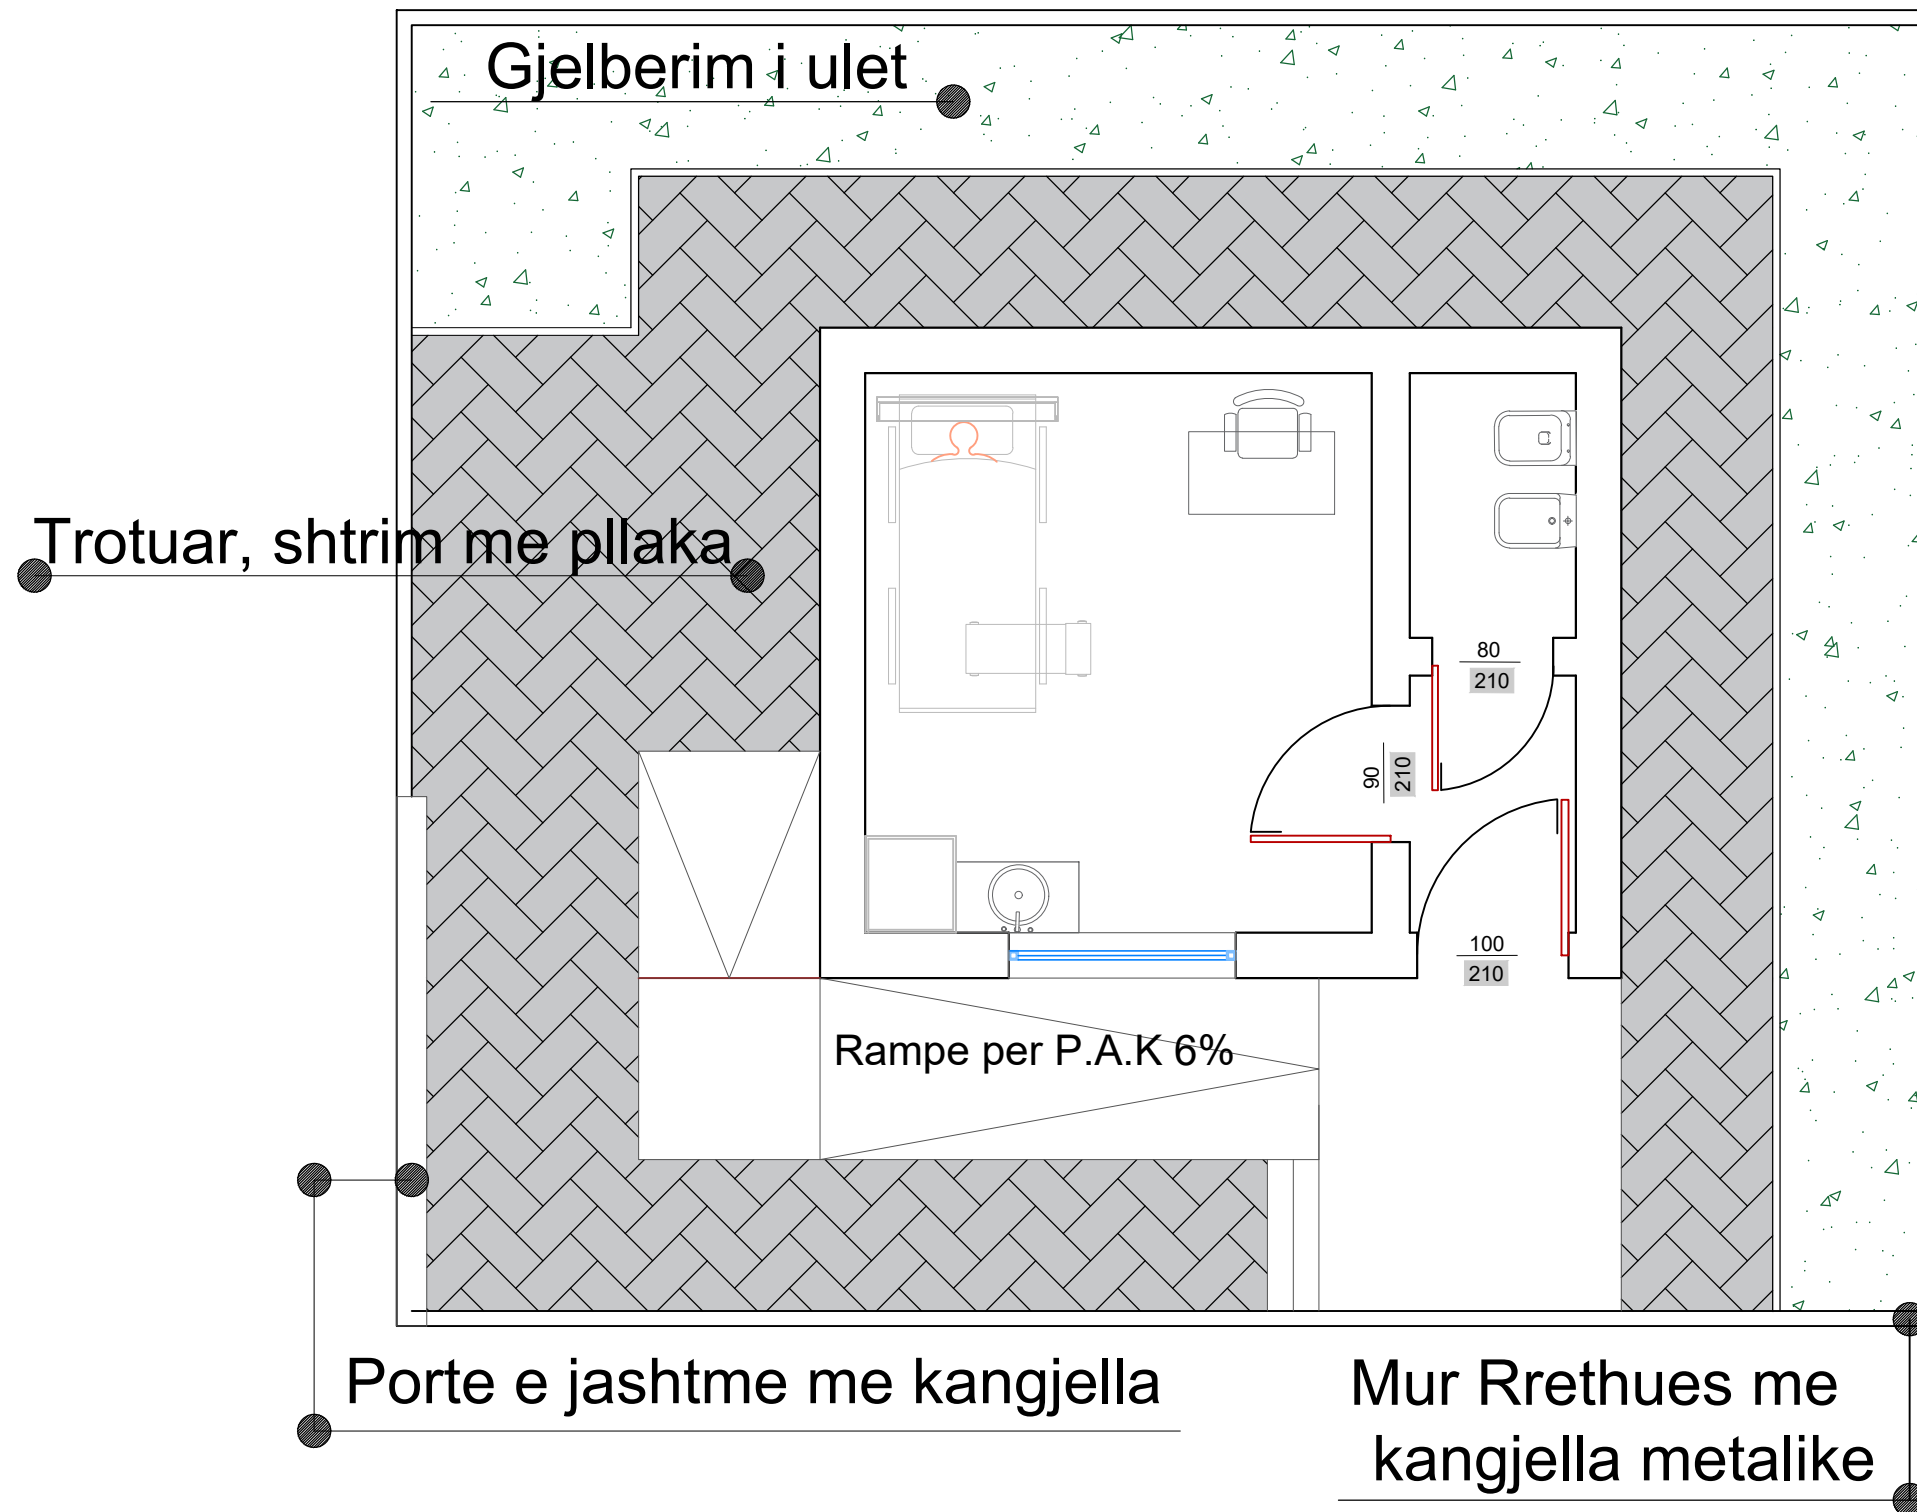 Gjelberim i ulet
Trotuar, shtrim me pllaka
80
210
90
210
100
210
Rampe per P.A.K 6%
Porte e jashtme me kangjella
Mur Rrethues me
kangjella metalike